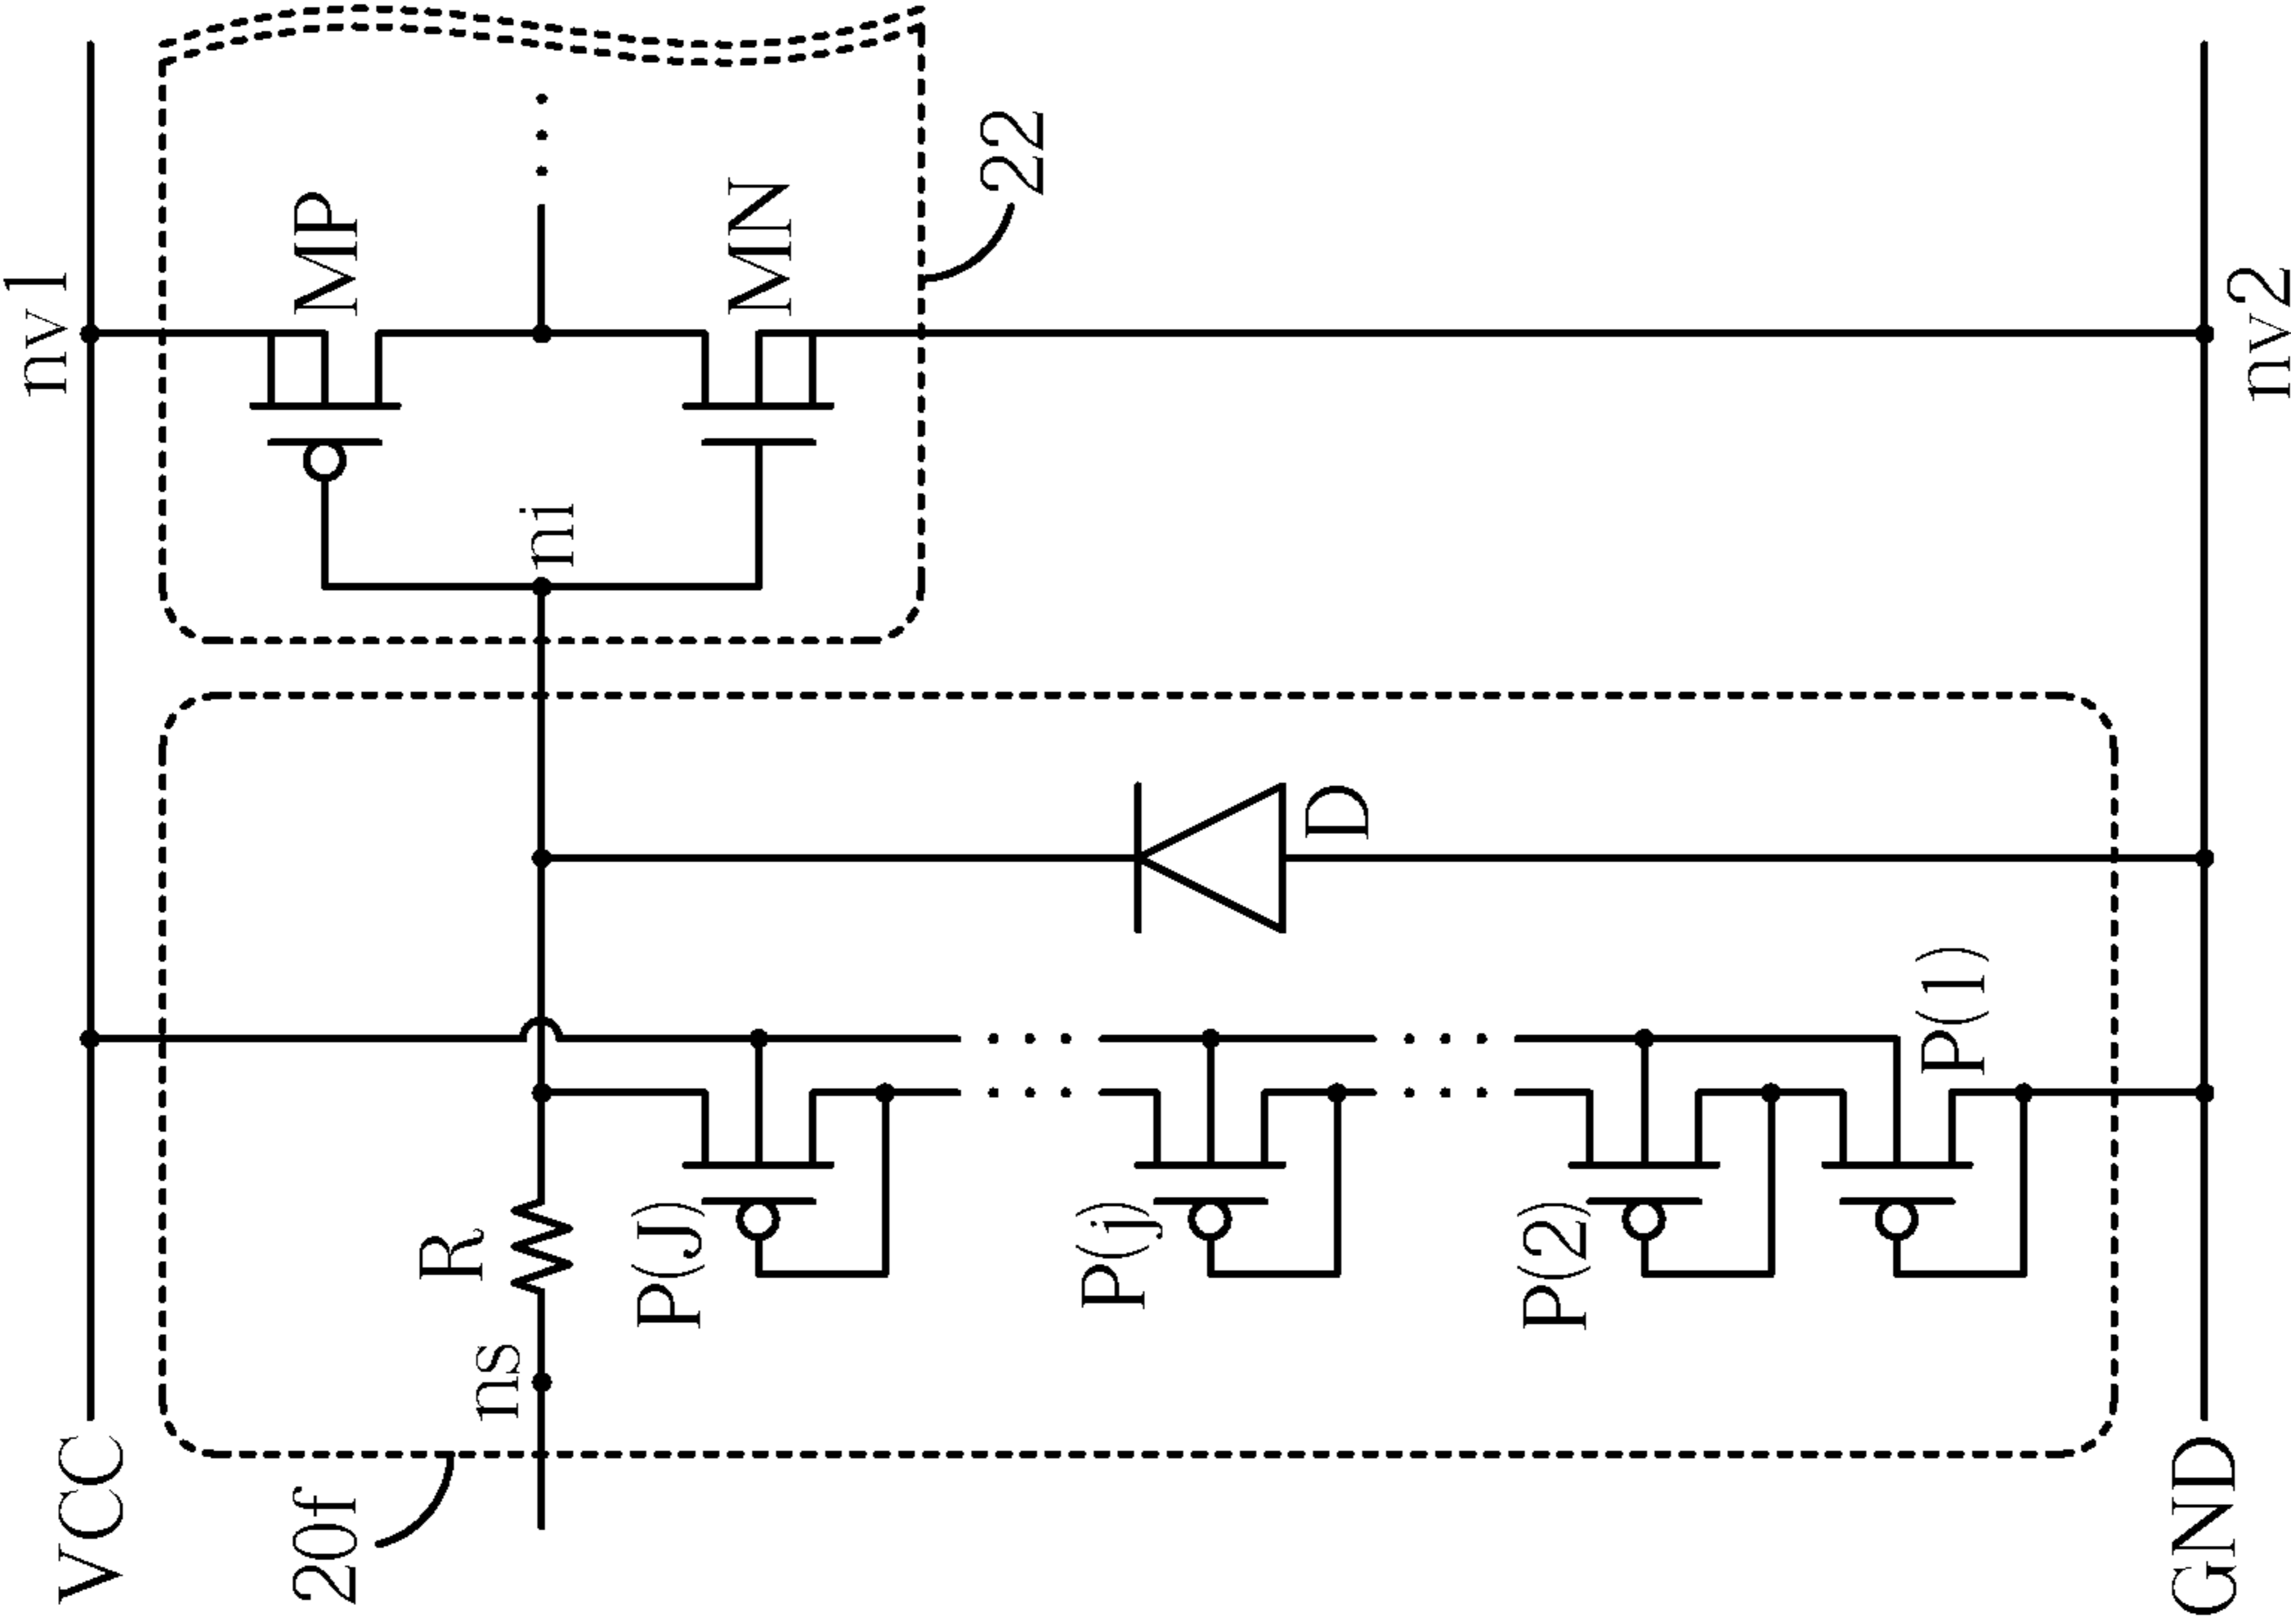 VCC
nv1
20f
22
MP
MN
ns
R
ni
P(J)
P(j)
P(2)
P(1)
D
GND
nv2